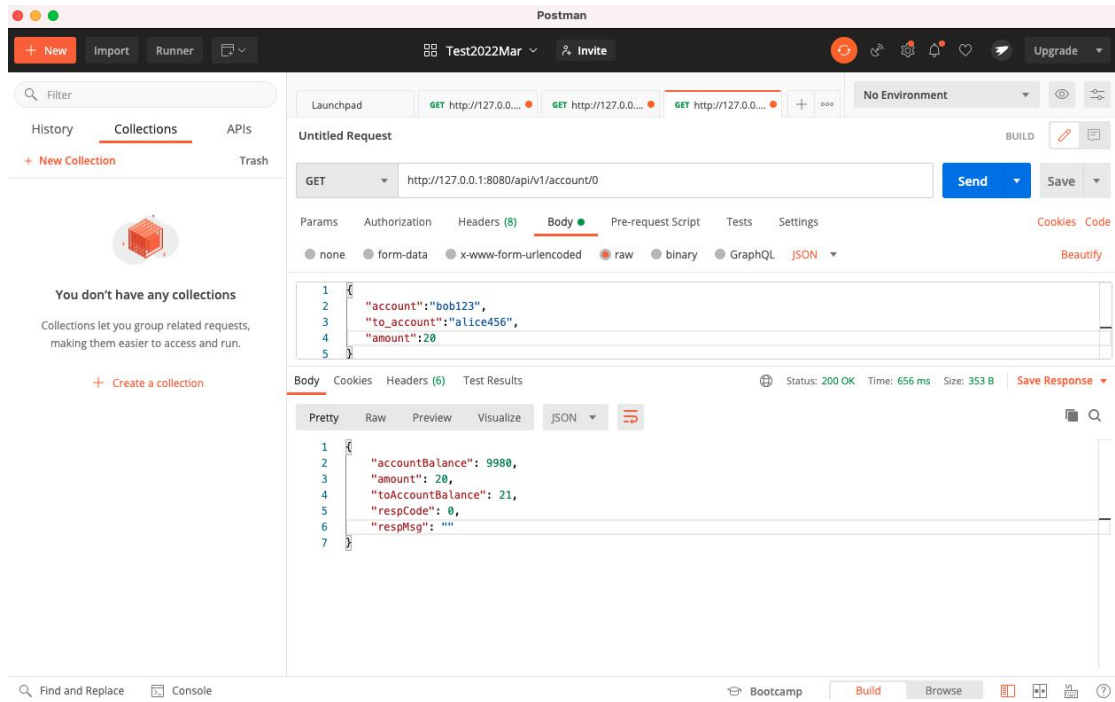 Postman
+ New Import Runner Test2022Mar Invite Upgrade
Filter
History Collections APIs
+ New Collection Trash
You don't have any collections
Collections let you group related requests,
making them easier to access and run.
+ Create a collection
Launchpad GET http://127.0.0.... GET http://127.0.0.... GET http://127.0.0.... + ooo No Environment
Untitled Request BUILD
GET http://127.0.0.1:8080/api/v1/account/0 Send Save
Params Authorization Headers (8) Body Pre-request Script Tests Settings Cookies Code
none form-data x-www-form-urlencoded raw binary GraphQL JSON Beautify
1 {
2 "account":"bob123",
3 "to_account":"alice456",
4 "amount":20
5 }
Body Cookies Headers (6) Test Results Status: 200 OK Time: 656 ms Size: 353 B Save Response
Pretty Raw Preview Visualize JSON
1 {
2 "accountBalance": 9980,
3 "amount": 20,
4 "toAccountBalance": 21,
5 "respCode": 0,
6 "respMsg": ""
7 }
Find and Replace Console Bootcamp Build Browse